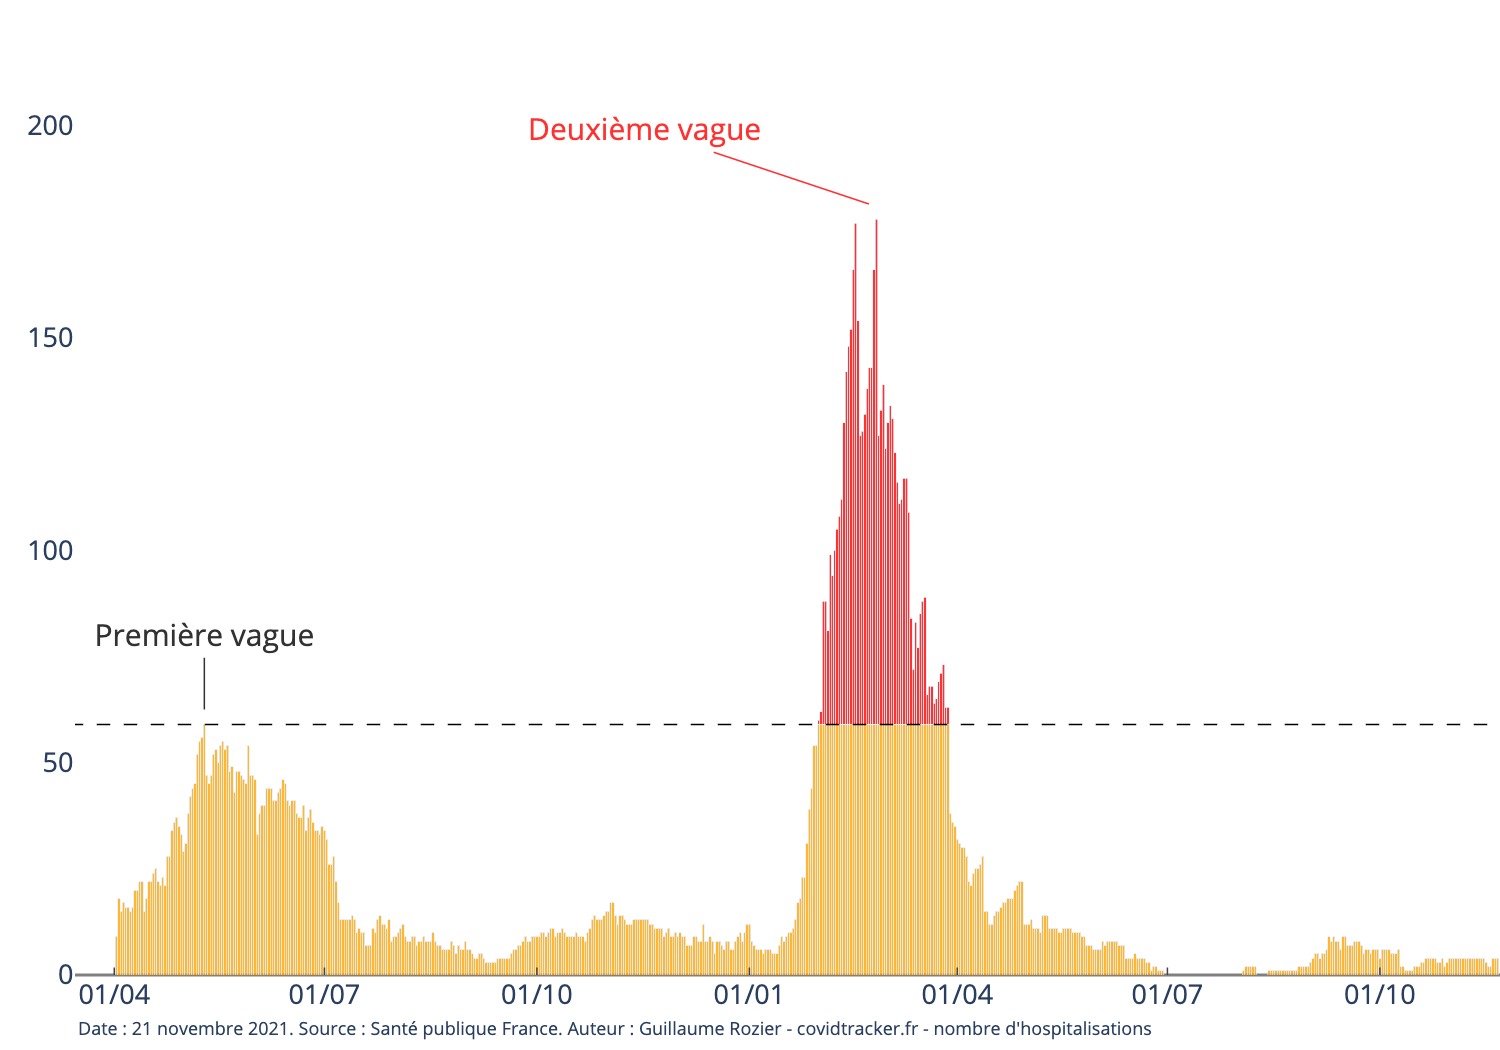 200
Deuxième vague
150
100
Première vague
50
0
01/04 01/07 01/10 01/01 01/04 01/07 01/10
Date : 21 novembre 2021. Source : Santé publique France. Auteur : Guillaume Rozier - covidtracker.fr - nombre d'hospitalisations